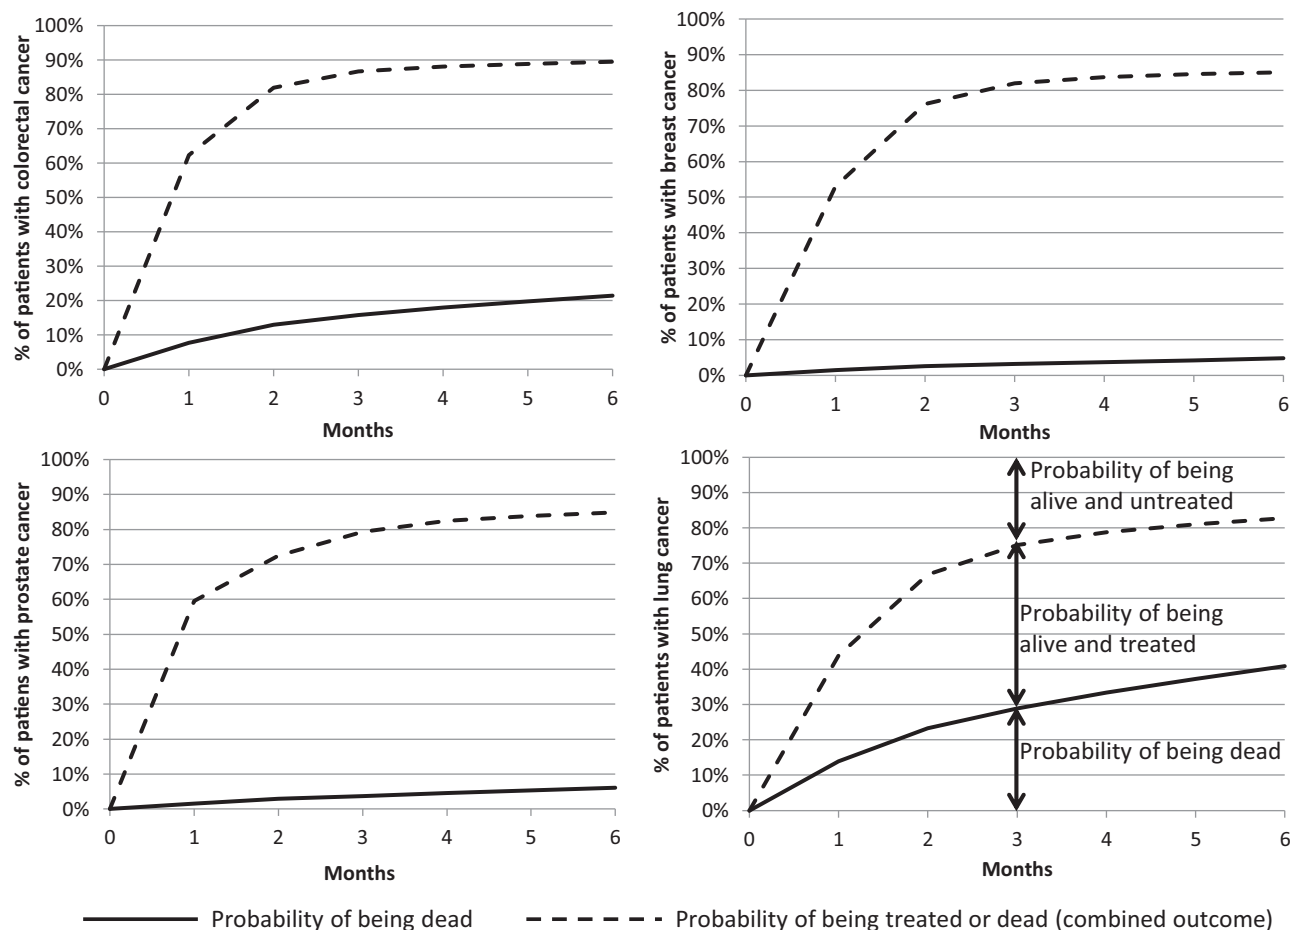 % of patients with colorectal cancer
100%
90%
80%
70%
60%
50%
40%
30%
20%
10%
0%
0 1 2 3 4 5 6
Months
% of patients with breast cancer
100%
90%
80%
70%
60%
50%
40%
30%
20%
10%
0%
0 1 2 3 4 5 6
Months
% of patiens with prostate cancer
100%
90%
80%
70%
60%
50%
40%
30%
20%
10%
0%
0 1 2 3 4 5 6
Months
% of patients with lung cancer
100%
90%
80%
70%
60%
50%
40%
30%
20%
10%
0%
Probability of being
alive and untreated
Probability of being
alive and treated
Probability of being dead
0 1 2 3 4 5 6
Months
Probability of being dead
Probability of being treated or dead (combined outcome)